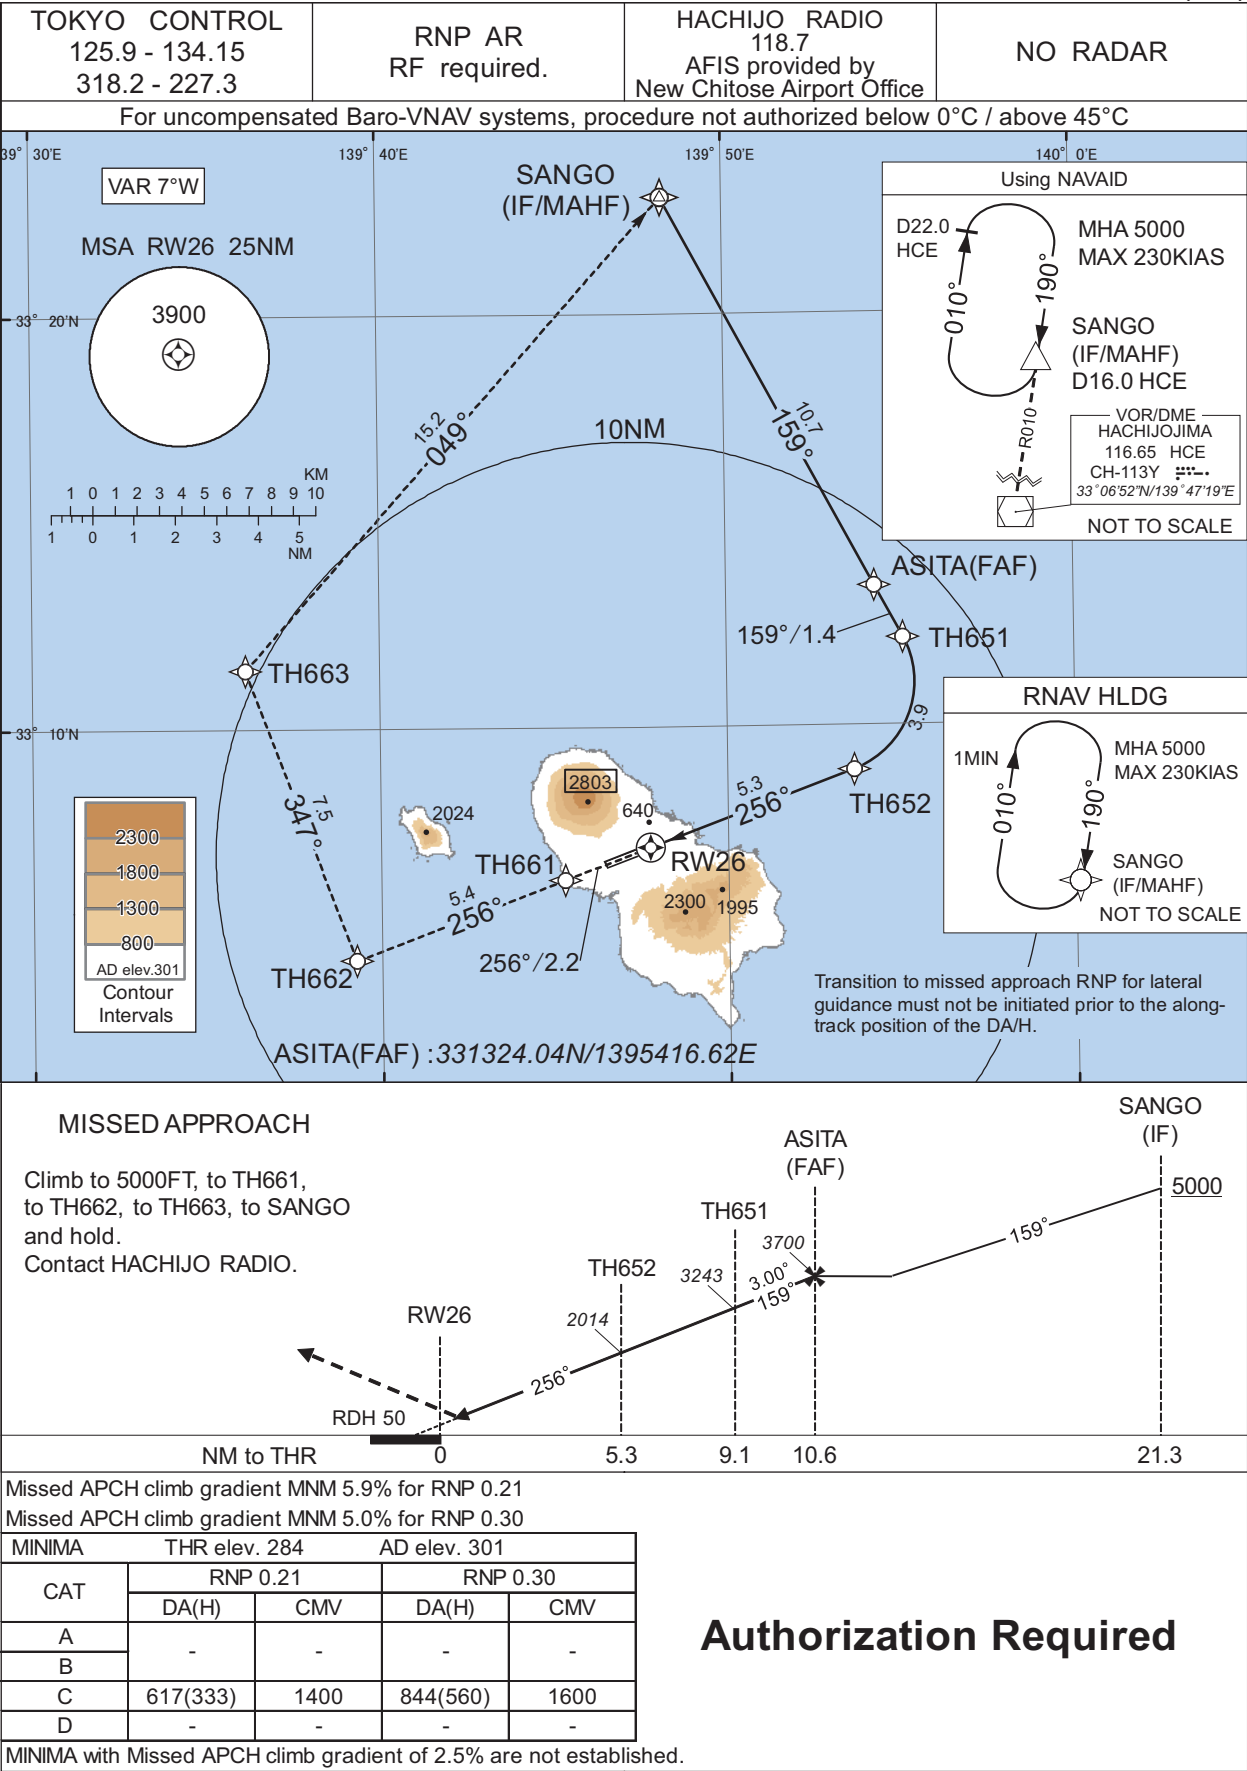 TOKYO CONTROL
125.9 - 134.15
318.2 - 227.3
RNP AR
RF required.
HACHIJO RADIO
118.7
AFIS provided by
New Chitose Airport Office
NO RADAR
For uncompensated Baro-VNAV systems, procedure not authorized below 0°C / above 45°C
39° 30'E
139° 40'E
139° 50'E
140° 0'E
VAR 7°W
MSA RW26 25NM
3900
33° 20'N
KM
1 0 1 2 3 4 5 6 7 8 9 10
1 0 1 2 3 4 5
NM
SANGO
(IF/MAHF)
15.2
049°
10NM
10.7
159°
Using NAVAID
D22.0
HCE
MHA 5000
MAX 230KIAS
010°
190°
SANGO
(IF/MAHF)
D16.0 HCE
R010
VOR/DME
HACHIJOJIMA
116.65 HCE
CH-113Y
33°06'52"N/139°47'19"E
NOT TO SCALE
ASITA(FAF)
159°/1.4
TH651
TH663
3.9
RNAV HLDG
1MIN
MHA 5000
MAX 230KIAS
010°
190°
SANGO
(IF/MAHF)
NOT TO SCALE
33° 10'N
7.5
347°
2803
640
2024
5.3
256°
TH652
TH661
RW26
5.4
256°
2300
1995
256°/2.2
TH662
2300
1800
1300
800
AD elev.301
Contour
Intervals
Transition to missed approach RNP for lateral
guidance must not be initiated prior to the along-
track position of the DA/H.
ASITA(FAF) :331324.04N/1395416.62E
MISSED APPROACH
Climb to 5000FT, to TH661,
to TH662, to TH663, to SANGO
and hold.
Contact HACHIJO RADIO.
SANGO
(IF)
5000
ASITA
(FAF)
159°
TH651
3700
3.00°
159°
TH652
3243
2014
RW26
256°
RDH 50
NM to THR 0 5.3 9.1 10.6 21.3
Missed APCH climb gradient MNM 5.9% for RNP 0.21
Missed APCH climb gradient MNM 5.0% for RNP 0.30
MINIMA THR elev. 284 AD elev. 301
CAT RNP 0.21 RNP 0.30
DA(H) CMV DA(H) CMV
A - - - -
B
C 617(333) 1400 844(560) 1600
D - - - -
MINIMA with Missed APCH climb gradient of 2.5% are not established.
Authorization Required